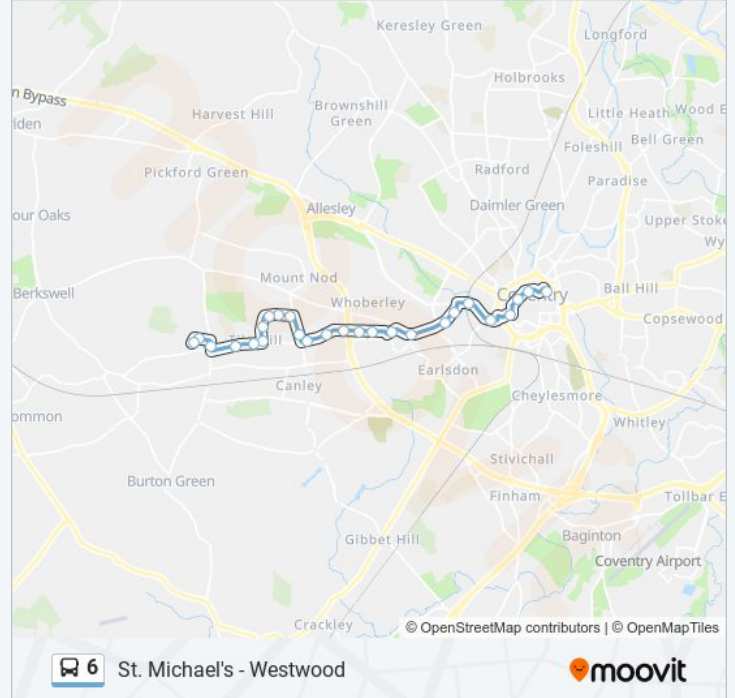 Keresley Green
Longford
Holbrooks
n Bypass
Brownshill
Green
Harvest Hill
Little Heath
Wood E
lden
Bell Green
Foleshill
Pickford Green
Radford
Paradise
Allesley
Daimler Green
our Oaks
Upper Stoke
Wy
Mount Nod
Berkswell
Ball Hill
Whoberley
Copsewood
Earlsdon
Canley
Cheylesmore
ommon
Whitley
Stivichall
Burton Green
Finham
Tollbar E
Baginton
Gibbet Hill
Coventry Airport
Crackley
© OpenStreetMap contributors | © OpenMapTiles
6 St. Michael's - Westwood
moovit